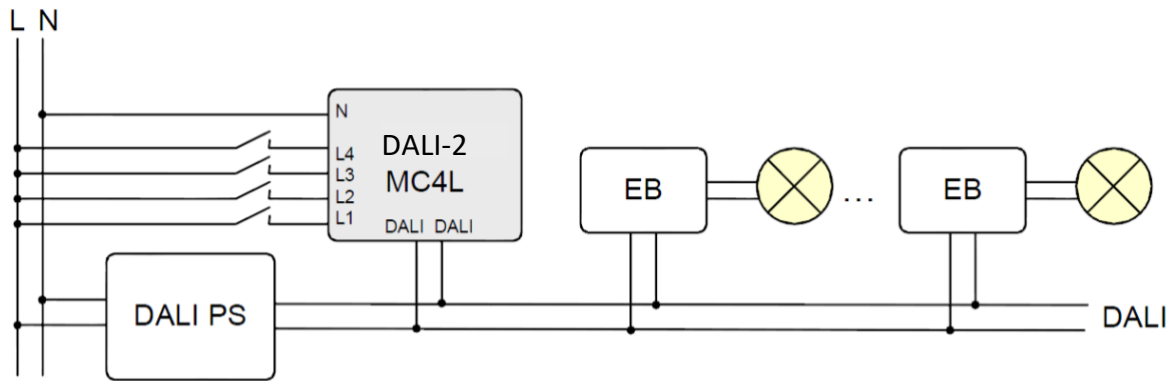 L N
N
L4
L3
L2
L1
DALI-2
MC4L
DALI DALI
EB
...
EB
DALI PS
DALI